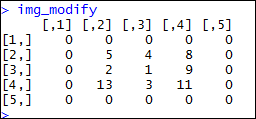 > img_modify
     [,1] [,2] [,3] [,4] [,5]
[1,]    0    0    0    0    0
[2,]    0    5    4    8    0
[3,]    0    2    1    9    0
[4,]    0   13    3   11    0
[5,]    0    0    0    0    0
>